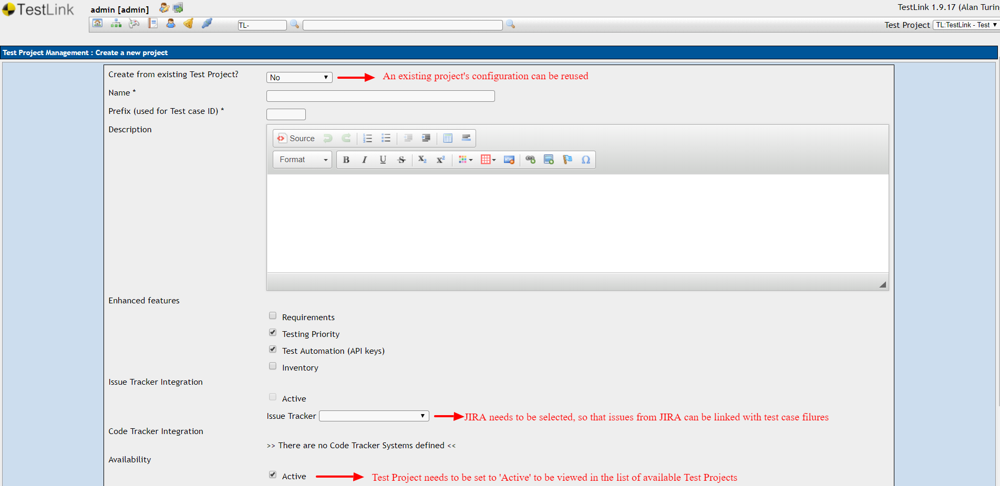 TestLink
admin [admin]
TestLink 1.9.17 (Alan Turin
TL-
Test Project TL:TestLink - Test
Test Project Management : Create a new project
Create from existing Test Project?
No
An existing project's configuration can be reused
Name *
Prefix (used for Test case ID) *
Description
Source
Format
B I U S X₂ x²
Ω
Enhanced features
Requirements
Testing Priority
Test Automation (API keys)
Inventory
Issue Tracker Integration
Active
Issue Tracker
JIRA needs to be selected, so that issues from JIRA can be linked with test case filures
Code Tracker Integration
>> There are no Code Tracker Systems defined <<
Availability
Active
Test Project needs to be set to 'Active' to be viewed in the list of available Test Projects